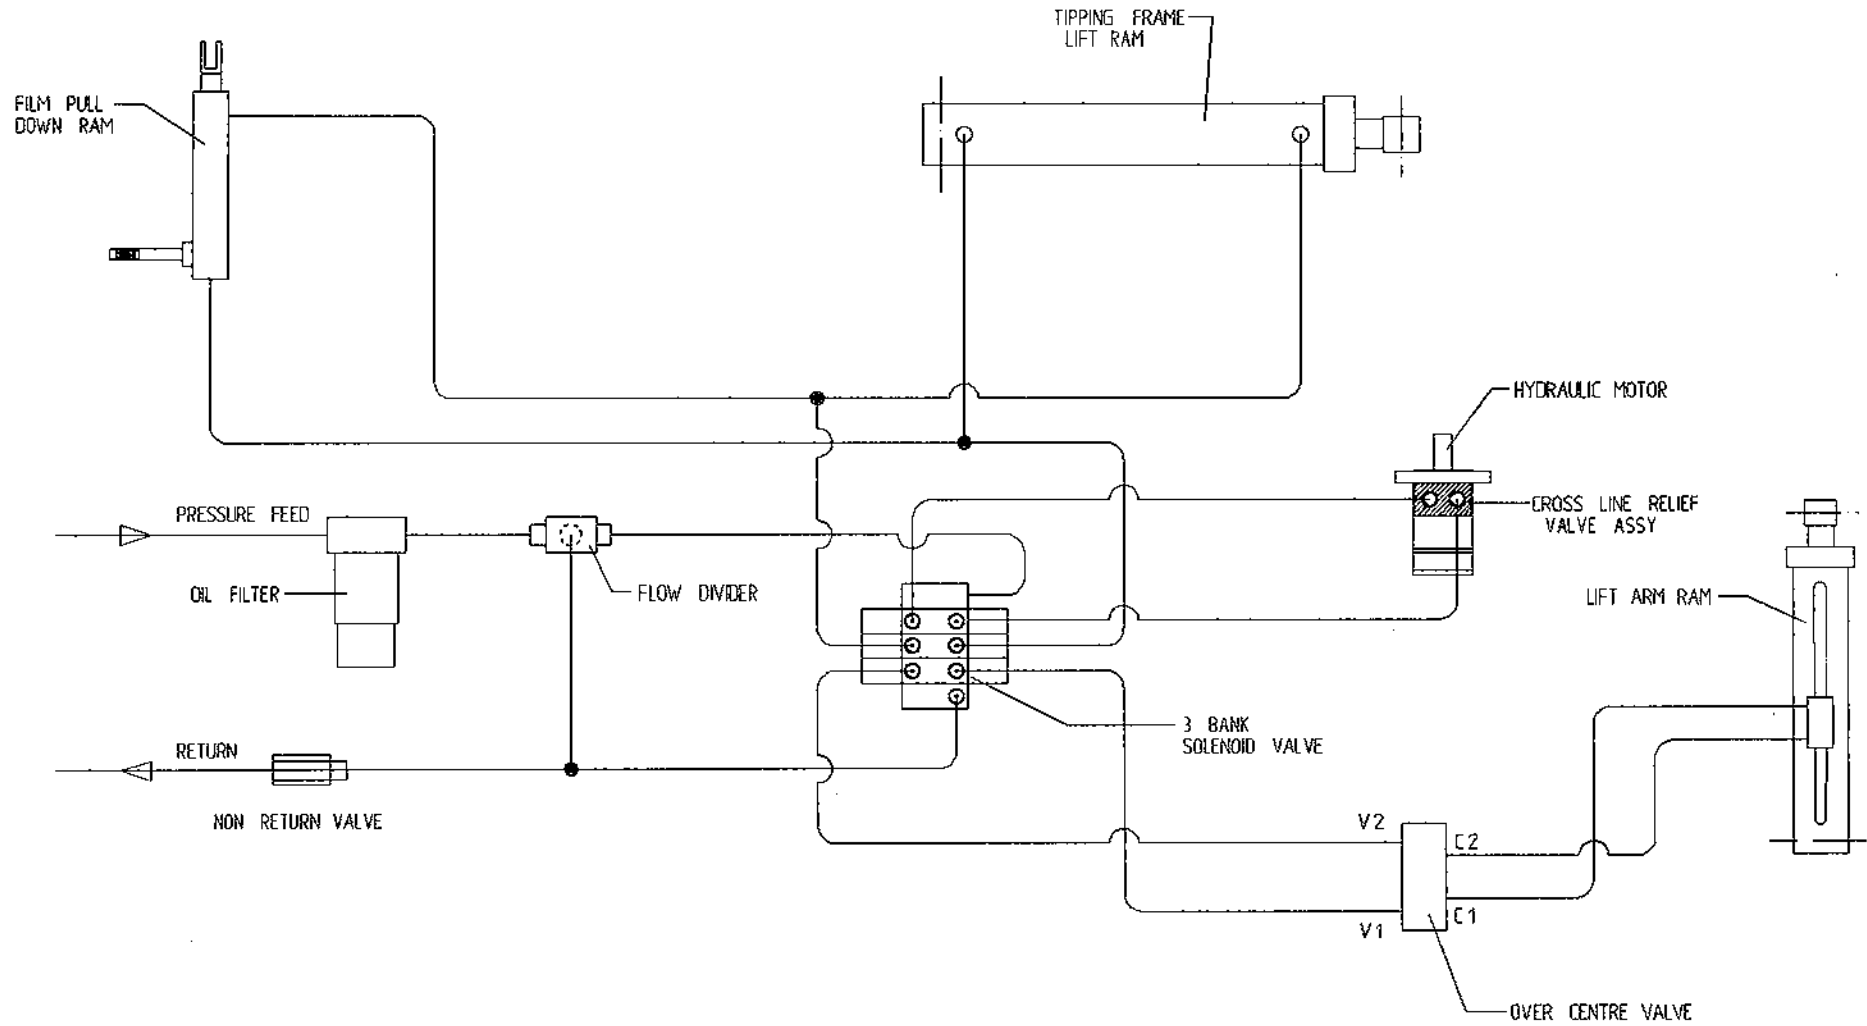 TIPPING FRAME
LIFT RAM
FILM PULL
DOWN RAM
HYDRAULIC MOTOR
PRESSURE FEED
CROSS LINE RELIEF
VALVE ASSY
OIL FILTER
FLOW DIVIDER
LIFT ARM RAM
3 BANK
SOLENOID VALVE
RETURN
NON RETURN VALVE
V2
C2
V1
C1
OVER CENTRE VALVE